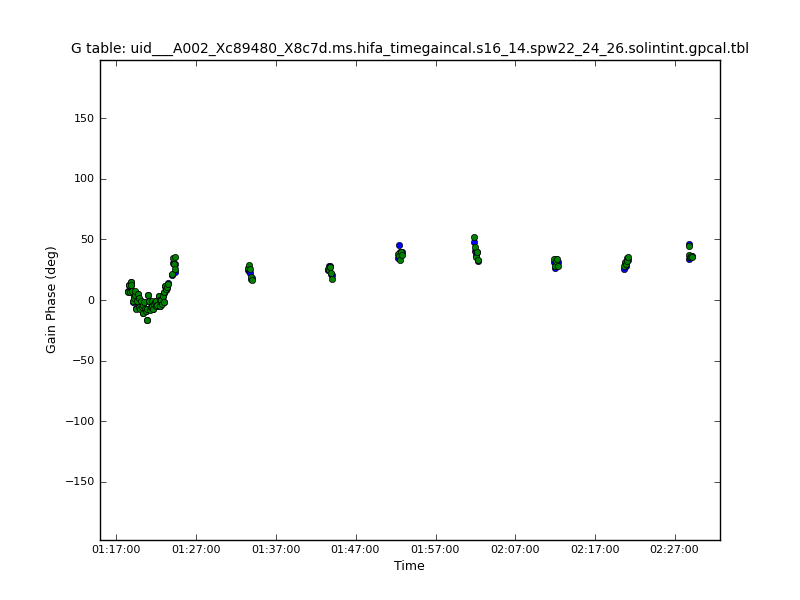 G table: uid___A002_Xc89480_X8c7d.ms.hifa_timegaincal.s16_14.spw22_24_26.solintint.gpcal.tbl
150
100
50
0
−50
−100
−150
Gain Phase (deg)
01:17:00 01:27:00 01:37:00 01:47:00 01:57:00 02:07:00 02:17:00 02:27:00
Time